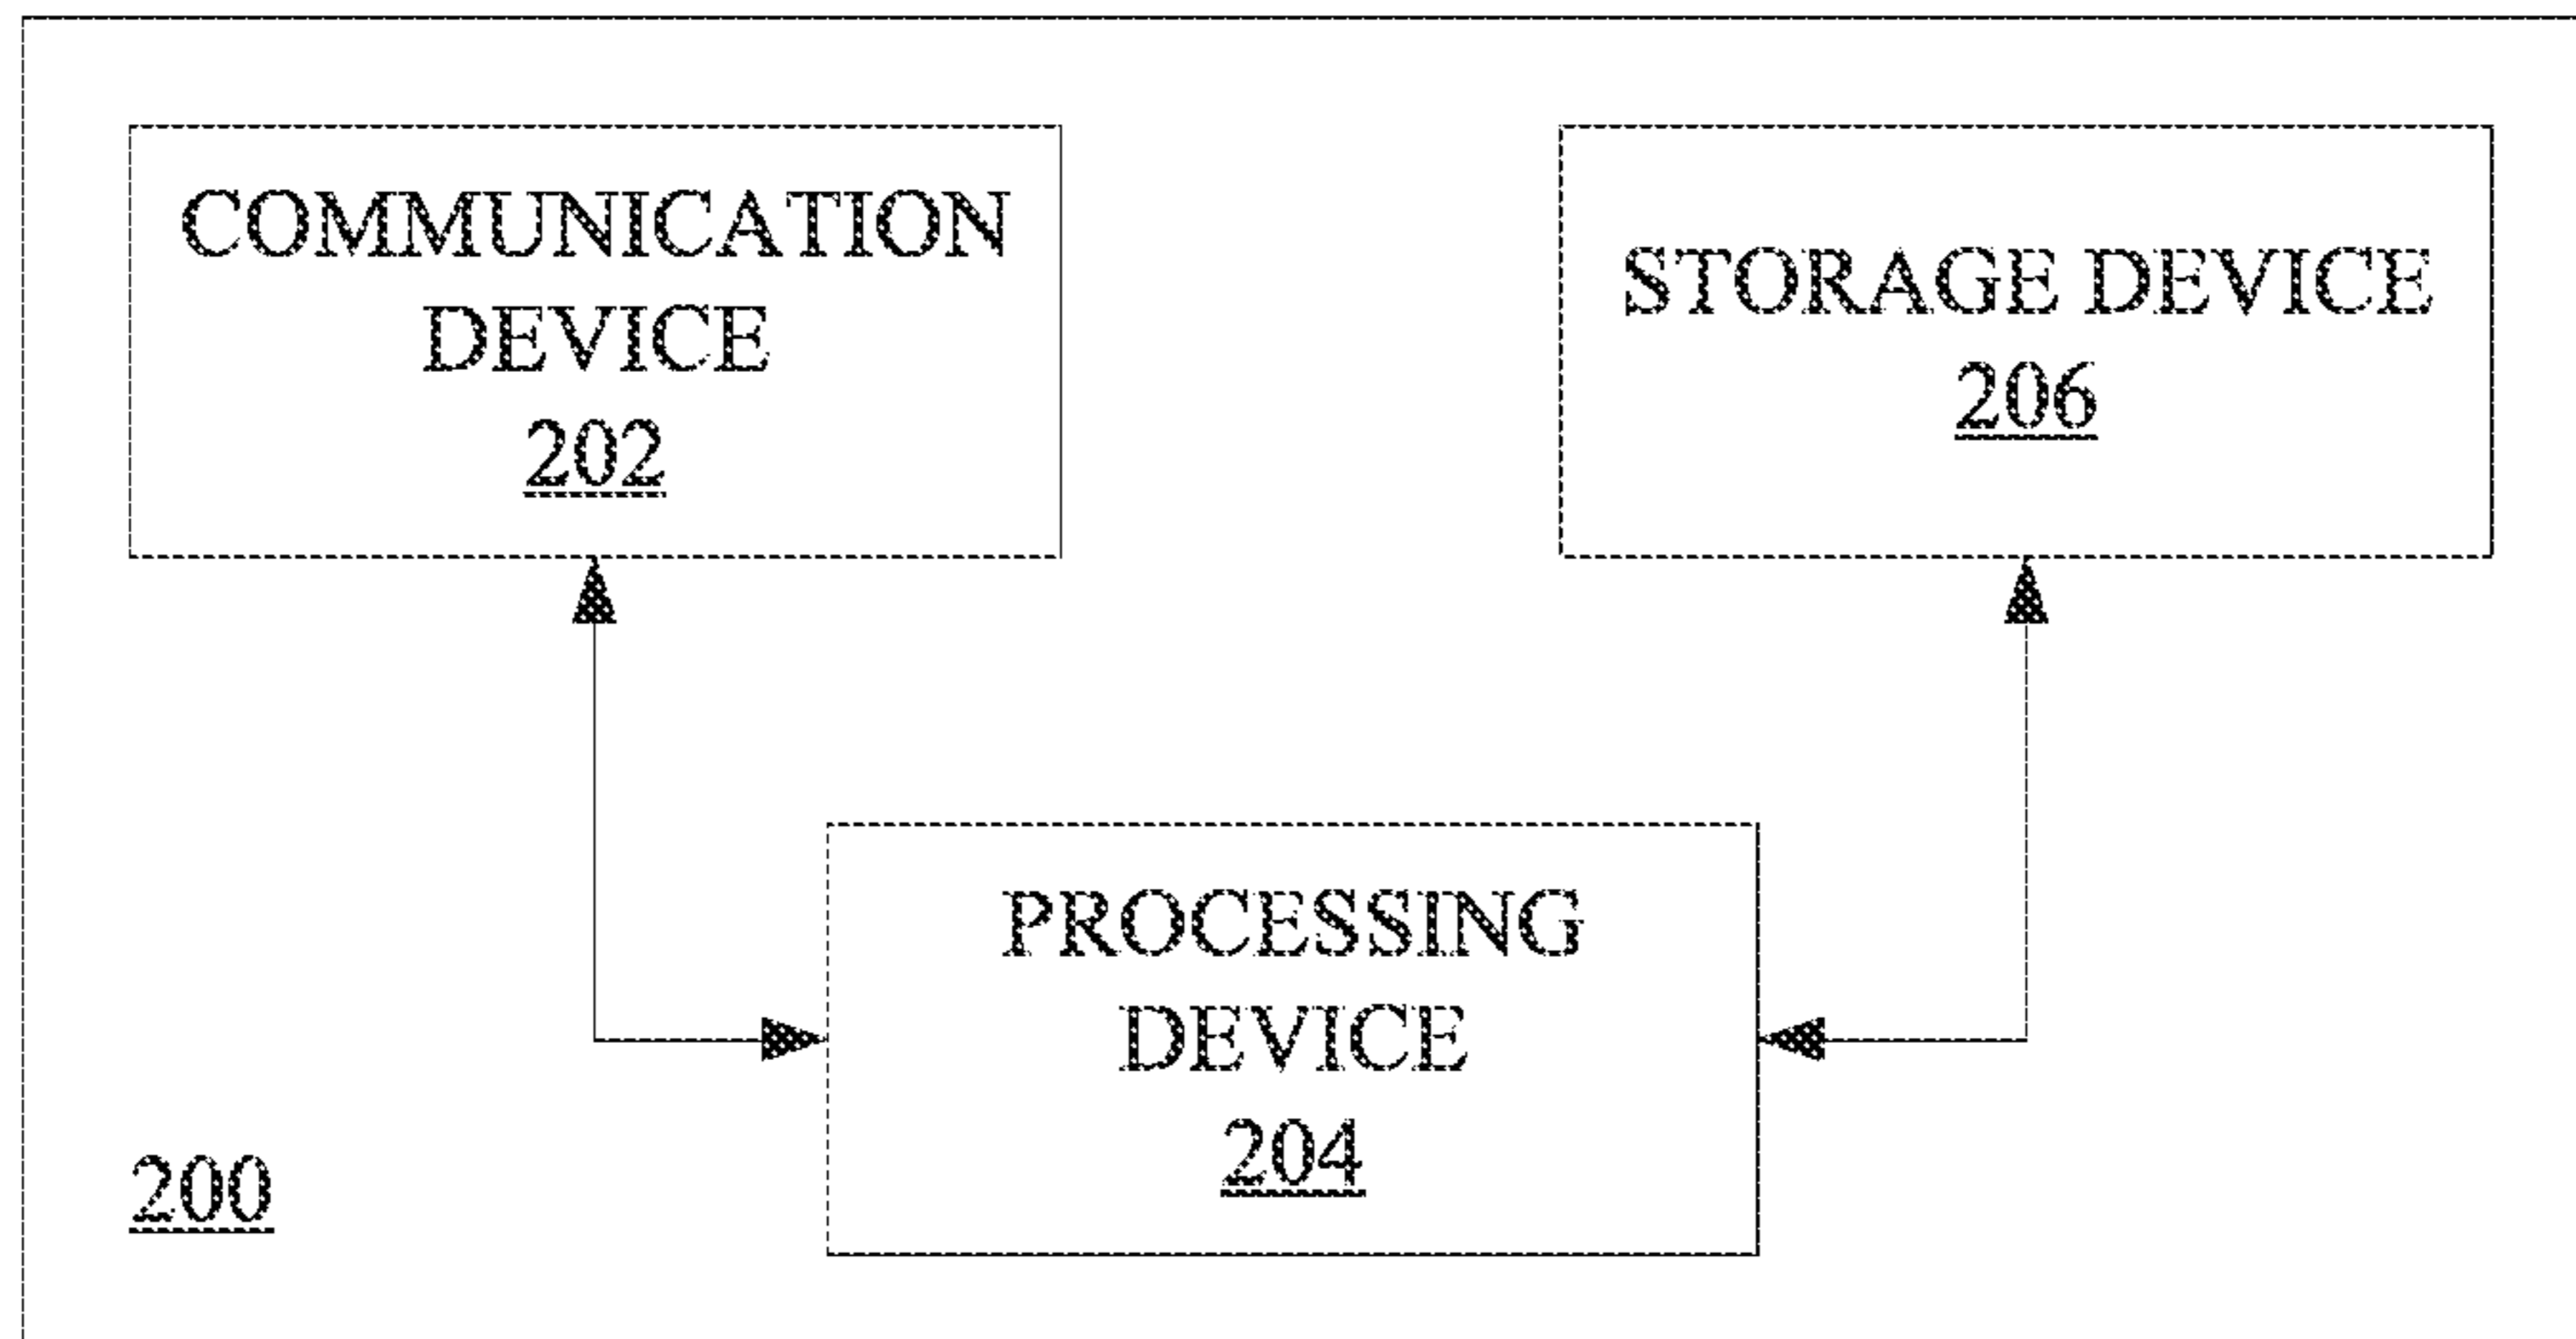 COMMUNICATION
DEVICE
202
STORAGE DEVICE
206
PROCESSING
DEVICE
204
200